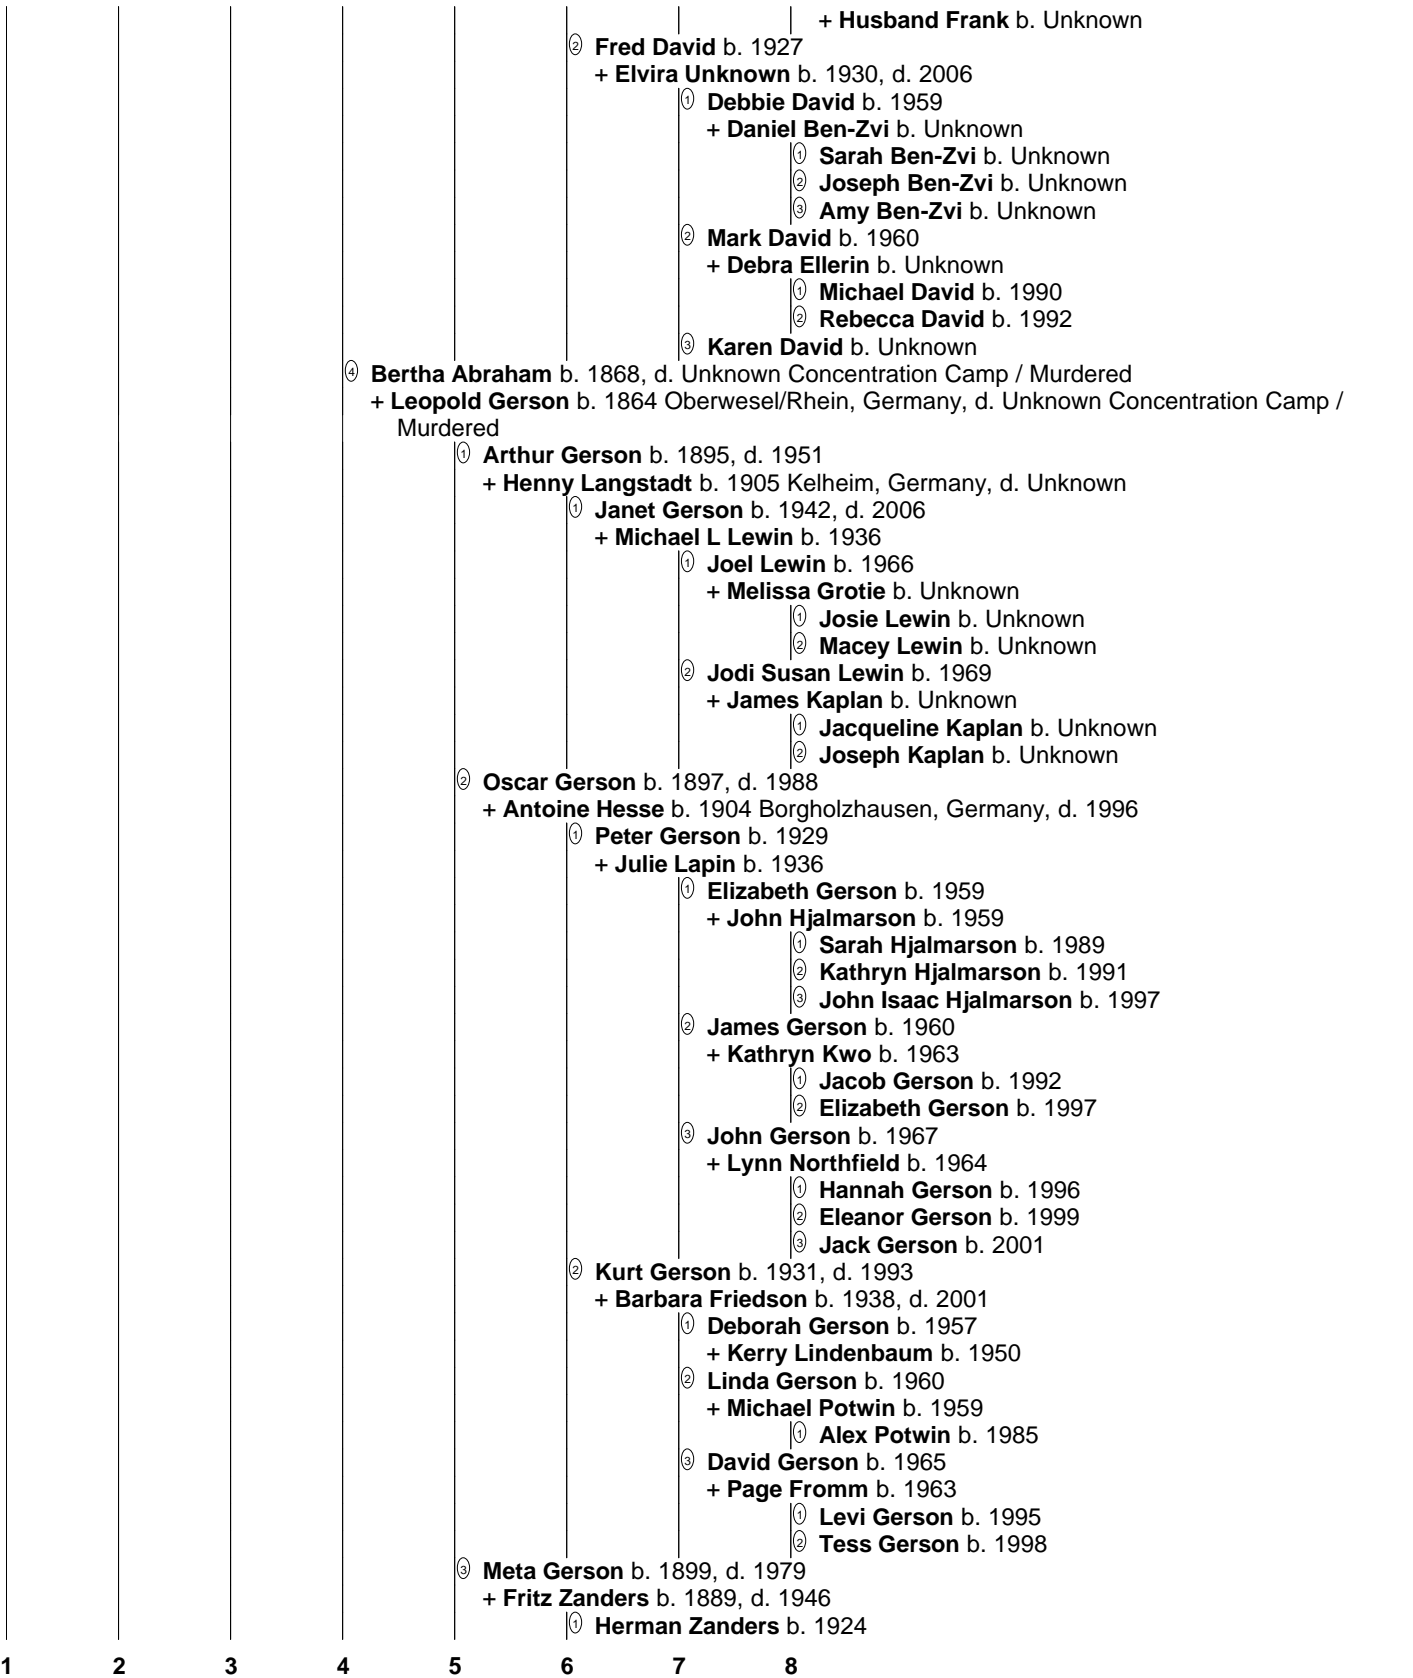 + Husband Frank b. Unknown
2 Fred David b. 1927
+ Elvira Unknown b. 1930, d. 2006
1 Debbie David b. 1959
+ Daniel Ben-Zvi b. Unknown
1 Sarah Ben-Zvi b. Unknown
2 Joseph Ben-Zvi b. Unknown
3 Amy Ben-Zvi b. Unknown
2 Mark David b. 1960
+ Debra Ellerin b. Unknown
1 Michael David b. 1990
2 Rebecca David b. 1992
3 Karen David b. Unknown
4 Bertha Abraham b. 1868, d. Unknown Concentration Camp / Murdered
+ Leopold Gerson b. 1864 Oberwesel/Rhein, Germany, d. Unknown Concentration Camp /
Murdered
1 Arthur Gerson b. 1895, d. 1951
+ Henny Langstadt b. 1905 Kelheim, Germany, d. Unknown
1 Janet Gerson b. 1942, d. 2006
+ Michael L Lewin b. 1936
1 Joel Lewin b. 1966
+ Melissa Grotie b. Unknown
1 Josie Lewin b. Unknown
2 Macey Lewin b. Unknown
2 Jodi Susan Lewin b. 1969
+ James Kaplan b. Unknown
1 Jacqueline Kaplan b. Unknown
2 Joseph Kaplan b. Unknown
2 Oscar Gerson b. 1897, d. 1988
+ Antoine Hesse b. 1904 Borgholzhausen, Germany, d. 1996
1 Peter Gerson b. 1929
+ Julie Lapin b. 1936
1 Elizabeth Gerson b. 1959
+ John Hjalmarson b. 1959
1 Sarah Hjalmarson b. 1989
2 Kathryn Hjalmarson b. 1991
3 John Isaac Hjalmarson b. 1997
2 James Gerson b. 1960
+ Kathryn Kwo b. 1963
1 Jacob Gerson b. 1992
2 Elizabeth Gerson b. 1997
3 John Gerson b. 1967
+ Lynn Northfield b. 1964
1 Hannah Gerson b. 1996
2 Eleanor Gerson b. 1999
3 Jack Gerson b. 2001
2 Kurt Gerson b. 1931, d. 1993
+ Barbara Friedson b. 1938, d. 2001
1 Deborah Gerson b. 1957
+ Kerry Lindenbaum b. 1950
2 Linda Gerson b. 1960
+ Michael Potwin b. 1959
1 Alex Potwin b. 1985
3 David Gerson b. 1965
+ Page Fromm b. 1963
1 Levi Gerson b. 1995
2 Tess Gerson b. 1998
3 Meta Gerson b. 1899, d. 1979
+ Fritz Zanders b. 1889, d. 1946
1 Herman Zanders b. 1924
1 2 3 4 5 6 7 8